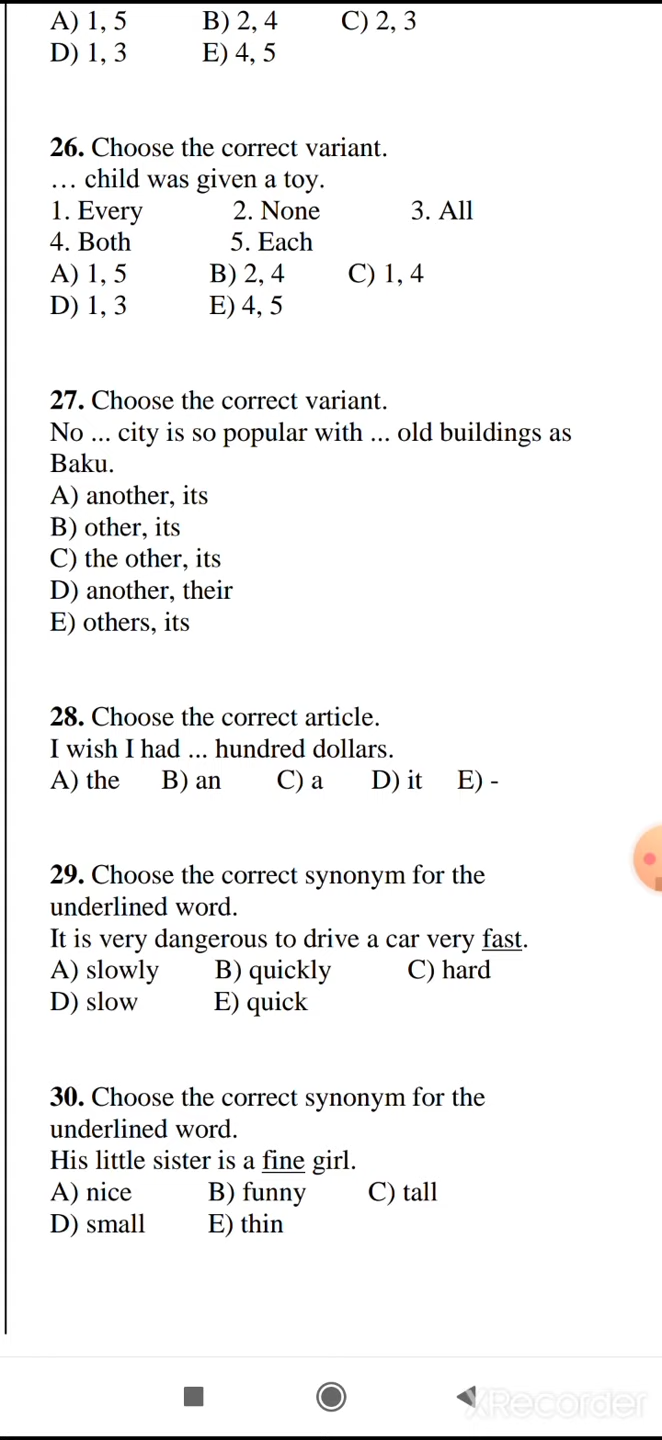 A) 1, 5 B) 2, 4 C) 2, 3
D) 1, 3 E) 4, 5
26. Choose the correct variant.
… child was given a toy.
1. Every 2. None 3. All
4. Both 5. Each
A) 1, 5 B) 2, 4 C) 1, 4
D) 1, 3 E) 4, 5
27. Choose the correct variant.
No ... city is so popular with ... old buildings as
Baku.
A) another, its
B) other, its
C) the other, its
D) another, their
E) others, its
28. Choose the correct article.
I wish I had ... hundred dollars.
A) the B) an C) a D) it E) -
29. Choose the correct synonym for the
underlined word.
It is very dangerous to drive a car very fast.
A) slowly B) quickly C) hard
D) slow E) quick
30. Choose the correct synonym for the
underlined word.
His little sister is a fine girl.
A) nice B) funny C) tall
D) small E) thin
XRecorder